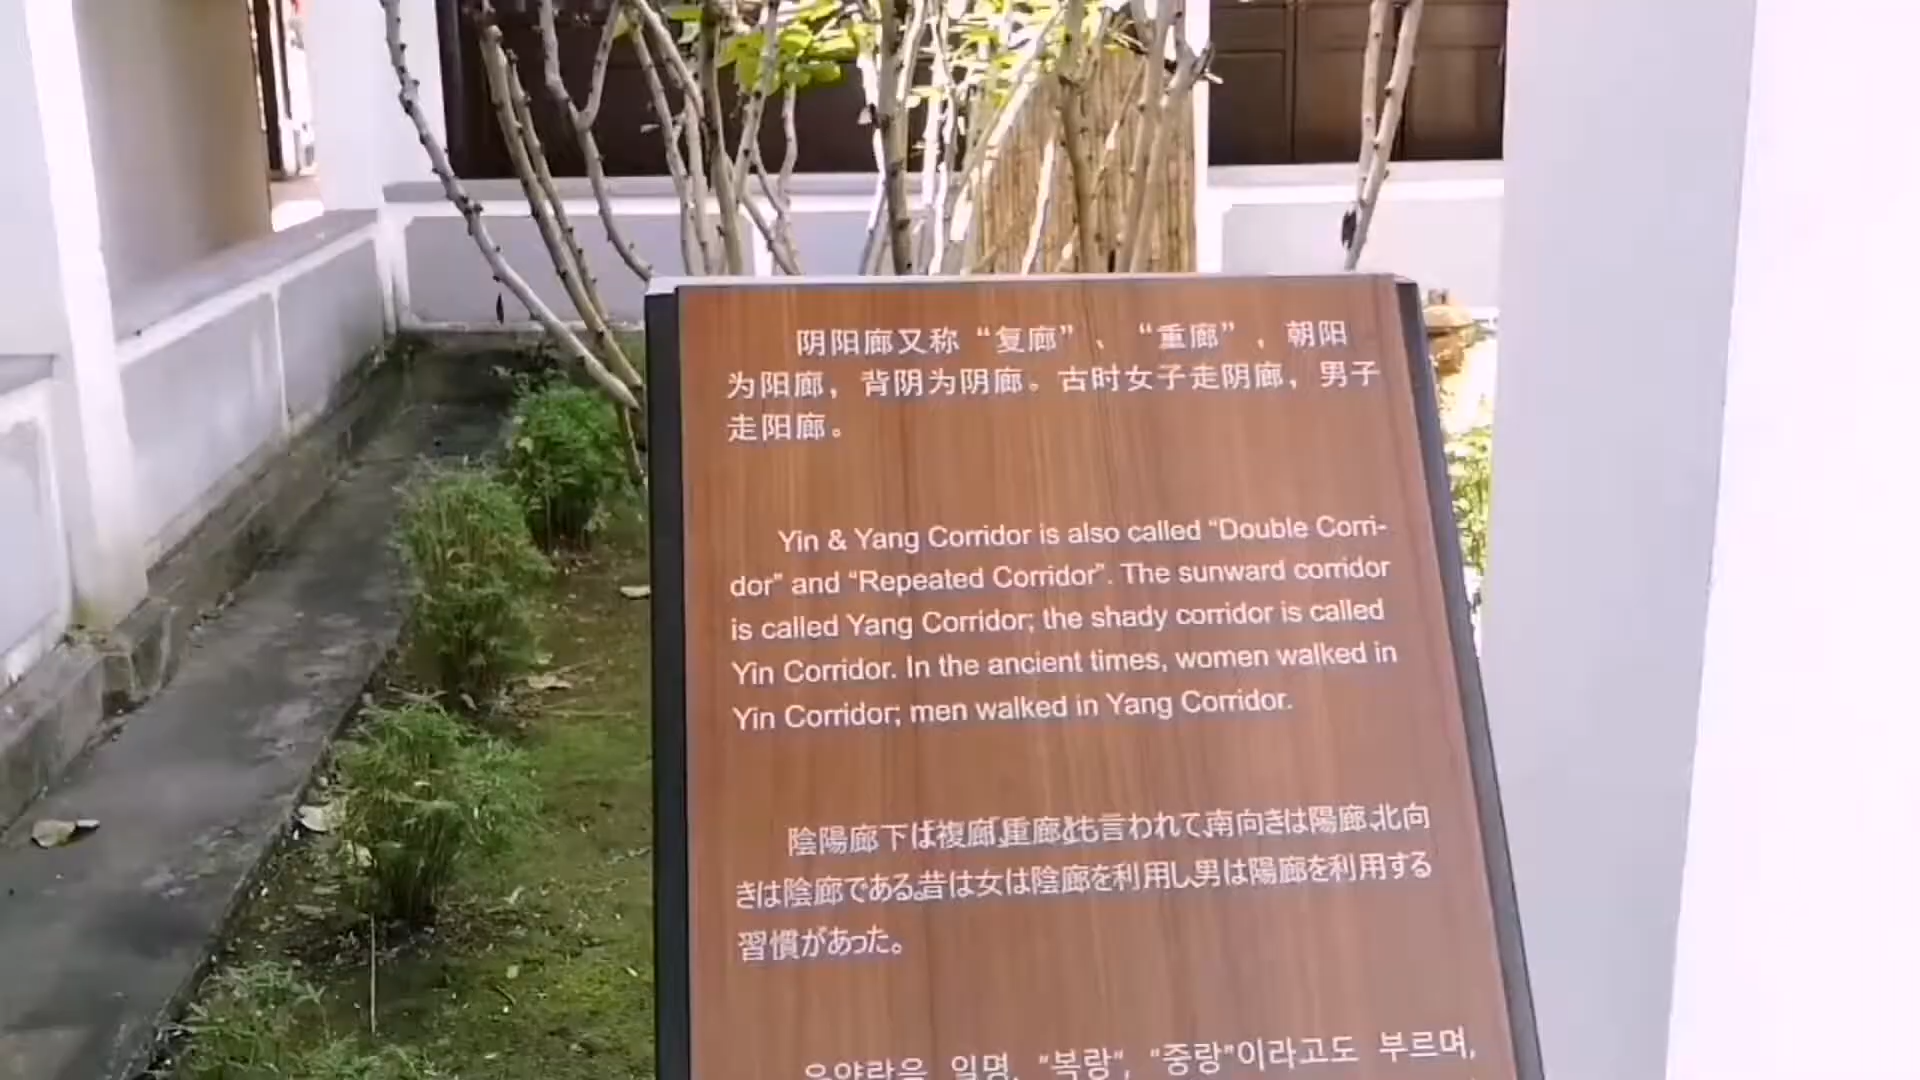 阴阳廊又称“复廊”、“重廊”，朝阳
为阳廊，背阴为阴廊。古时女子走阴廊，男子
走阳廊。
Yin & Yang Corridor is also called “Double Corri-
dor” and “Repeated Corridor”. The sunward corridor
is called Yang Corridor; the shady corridor is called
Yin Corridor. In the ancient times, women walked in
Yin Corridor; men walked in Yang Corridor.
陰陽廊下は「複廊」「重廊」とも言われて、南向きは陽廊、北向
きは陰廊である。昔は女は陰廊を利用し、男は陽廊を利用する
習慣があった。
음양랑을 일명, “복랑”, “중랑”이라고도 부르며,